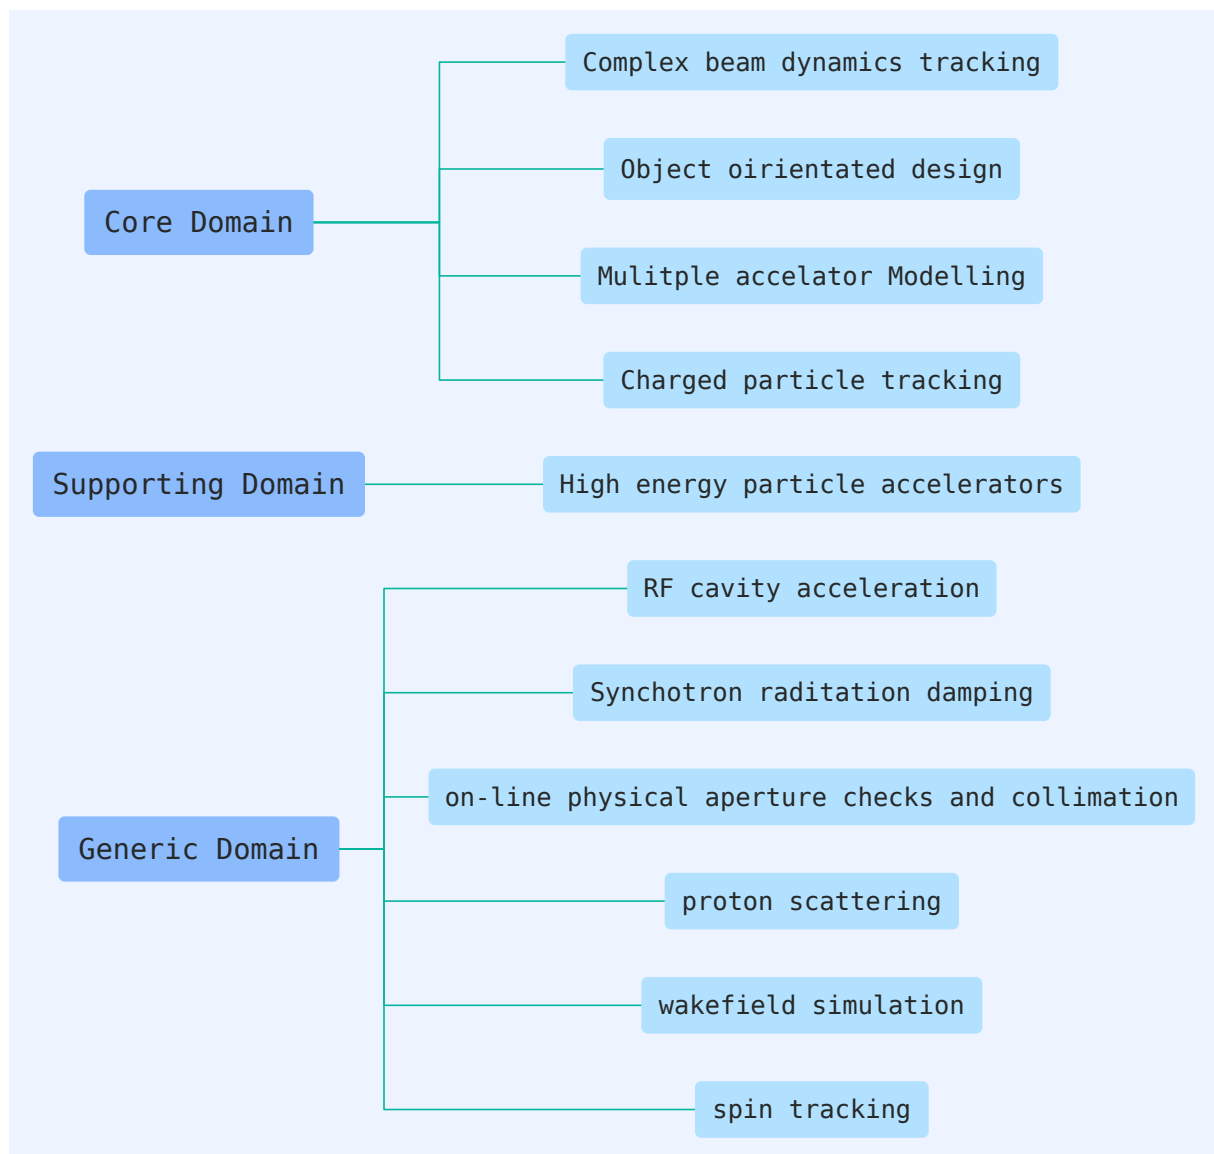 Core Domain
Complex beam dynamics tracking
Object oirientated design
Mulitple accelator Modelling
Charged particle tracking
Supporting Domain
High energy particle accelerators
Generic Domain
RF cavity acceleration
Synchotron raditation damping
on-line physical aperture checks and collimation
proton scattering
wakefield simulation
spin tracking